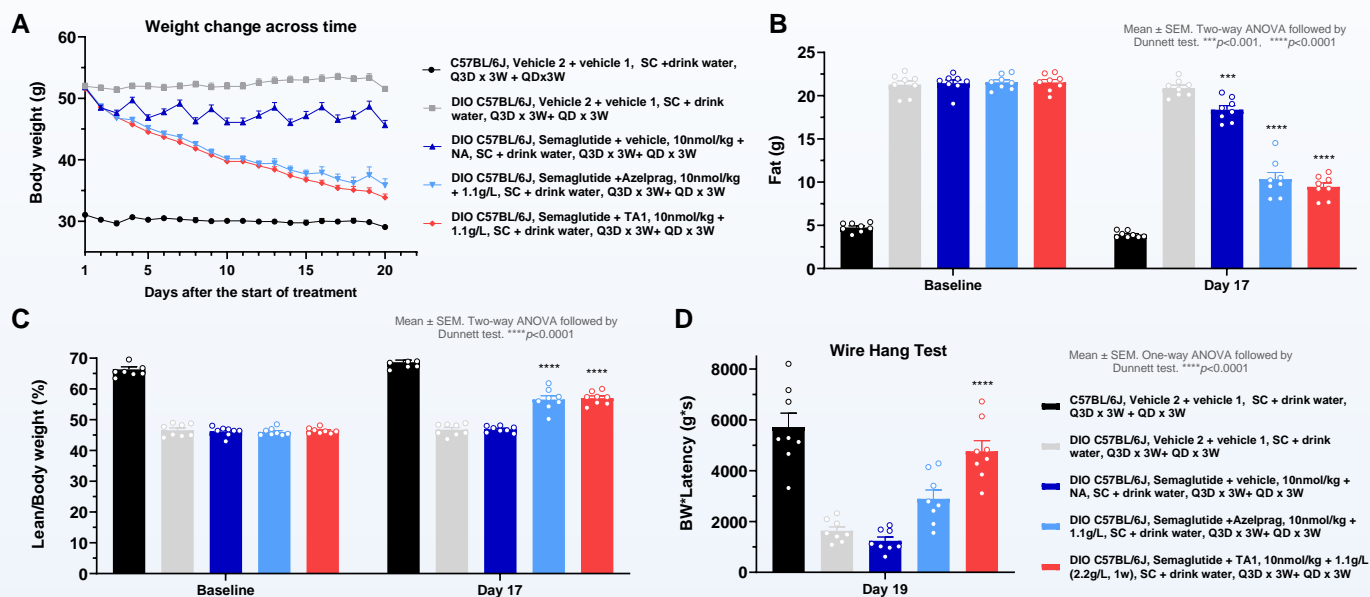 A
Weight change across time
Body weight (g)
60
50
40
30
1
5
10
15
20
Days after the start of treatment
C57BL/6J, Vehicle 2 + vehicle 1, SC +drink water,
Q3D x 3W + QDx3W
DIO C57BL/6J, Vehicle 2 + vehicle 1, SC + drink
water, Q3D x 3W+ QD x 3W
DIO C57BL/6J, Semaglutide + vehicle, 10nmol/kg +
NA, SC + drink water, Q3D x 3W+ QD x 3W
DIO C57BL/6J, Semaglutide +Azelprag, 10nmol/kg
+ 1.1g/L, SC + drink water, Q3D x 3W+ QD x 3W
DIO C57BL/6J, Semaglutide + TA1, 10nmol/kg +
1.1g/L, SC + drink water, Q3D x 3W+ QD x 3W
B
Mean ± SEM. Two-way ANOVA followed by
Dunnett test. ***p<0.001, ****p<0.0001
Fat (g)
25
20
15
10
5
0
***
****
****
Baseline
Day 17
C
Mean ± SEM. Two-way ANOVA followed by
Dunnett test. ****p<0.0001
Lean/Body weight (%)
70
60
50
40
30
20
10
0
****
****
Baseline
Day 17
D
Wire Hang Test
BW*Latency (g*s)
8000
6000
4000
2000
0
****
Day 19
Mean ± SEM. One-way ANOVA followed by
Dunnett test. ****p<0.0001
C57BL/6J, Vehicle 2 + vehicle 1, SC + drink water,
Q3D x 3W + QD x 3W
DIO C57BL/6J, Vehicle 2 + vehicle 1, SC + drink
water, Q3D x 3W+ QD x 3W
DIO C57BL/6J, Semaglutide + vehicle, 10nmol/kg +
NA, SC + drink water, Q3D x 3W+ QD x 3W
DIO C57BL/6J, Semaglutide +Azelprag, 10nmol/kg +
1.1g/L, SC + drink water, Q3D x 3W+ QD x 3W
DIO C57BL/6J, Semaglutide + TA1, 10nmol/kg + 1.1g/L
(2.2g/L, 1w), SC + drink water, Q3D x 3W+ QD x 3W